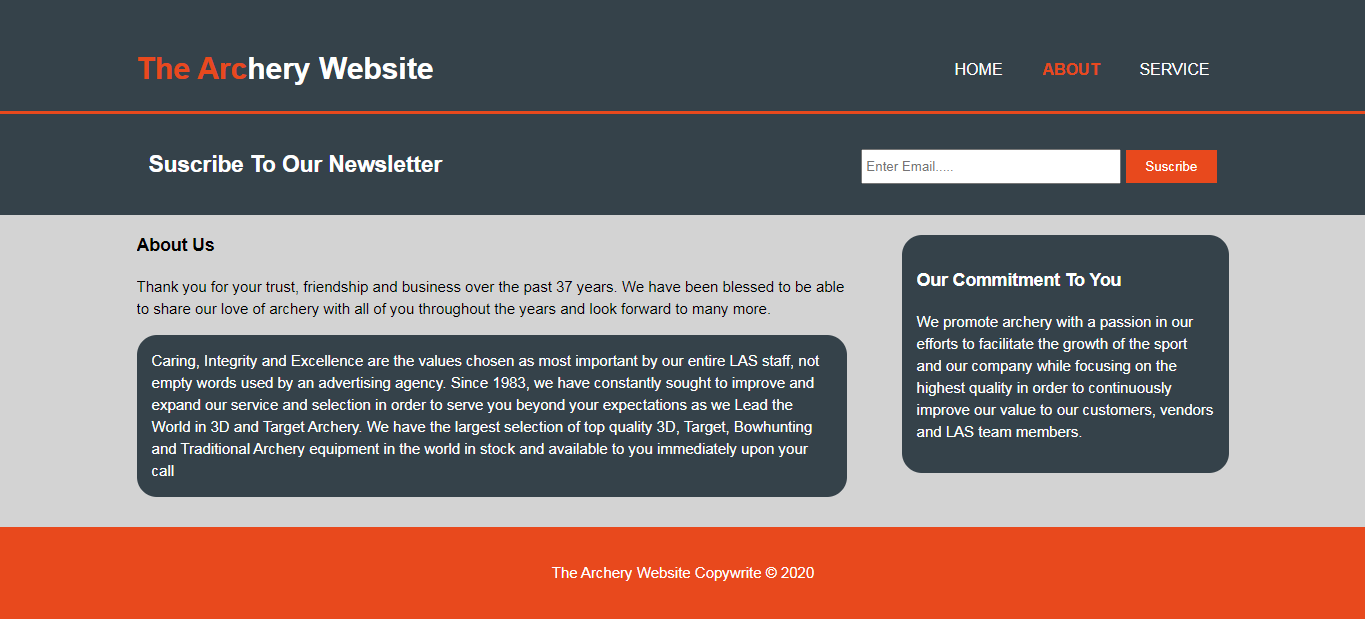 The Archery Website
HOME ABOUT SERVICE
Suscribe To Our Newsletter
Enter Email.....
Suscribe
About Us
Thank you for your trust, friendship and business over the past 37 years. We have been blessed to be able
to share our love of archery with all of you throughout the years and look forward to many more.
Caring, Integrity and Excellence are the values chosen as most important by our entire LAS staff, not
empty words used by an advertising agency. Since 1983, we have constantly sought to improve and
expand our service and selection in order to serve you beyond your expectations as we Lead the
World in 3D and Target Archery. We have the largest selection of top quality 3D, Target, Bowhunting
and Traditional Archery equipment in the world in stock and available to you immediately upon your
call
Our Commitment To You
We promote archery with a passion in our
efforts to facilitate the growth of the sport
and our company while focusing on the
highest quality in order to continuously
improve our value to our customers, vendors
and LAS team members.
The Archery Website Copywrite © 2020